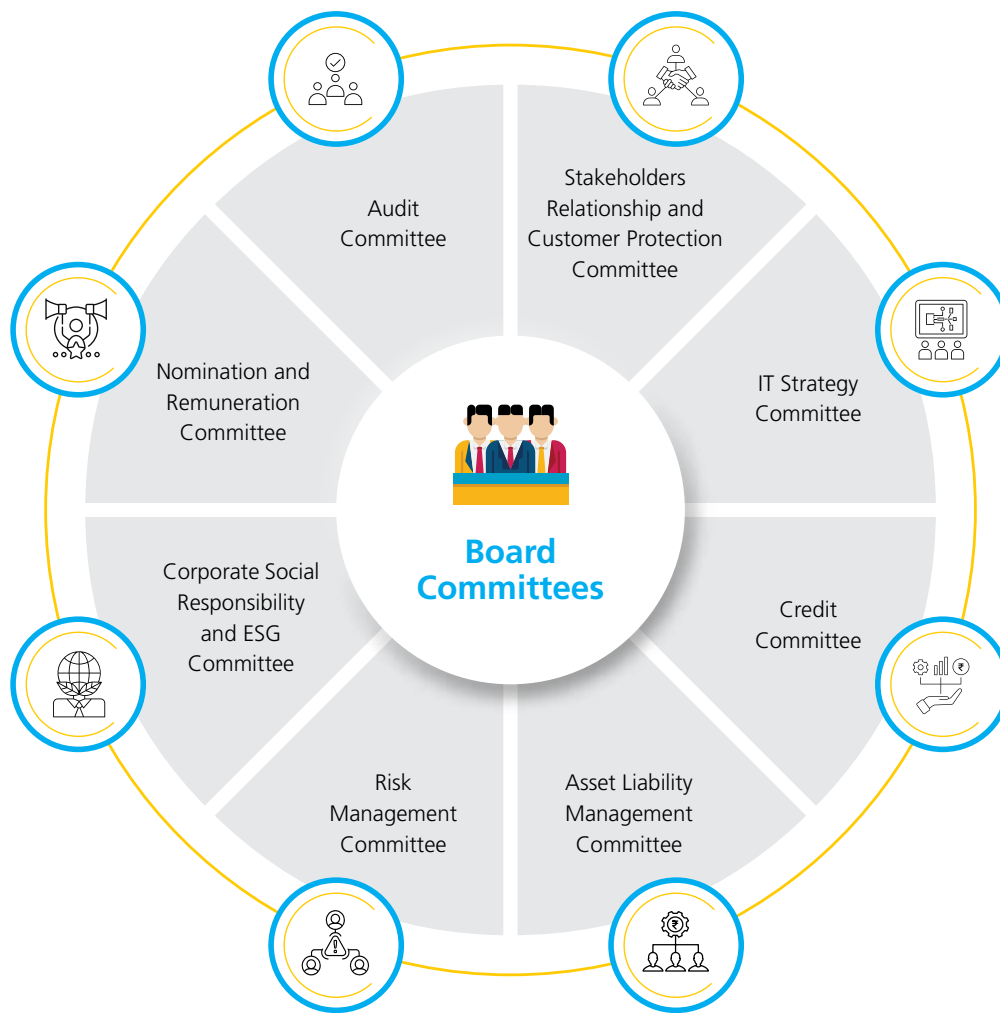 Audit
Committee
Stakeholders
Relationship and
Customer Protection
Committee
Nomination and
Remuneration
Committee
IT Strategy
Committee
Board
Committees
Corporate Social
Responsibility
and ESG
Committee
Credit
Committee
₹
Risk
Management
Committee
Asset Liability
Management
Committee
!
₹